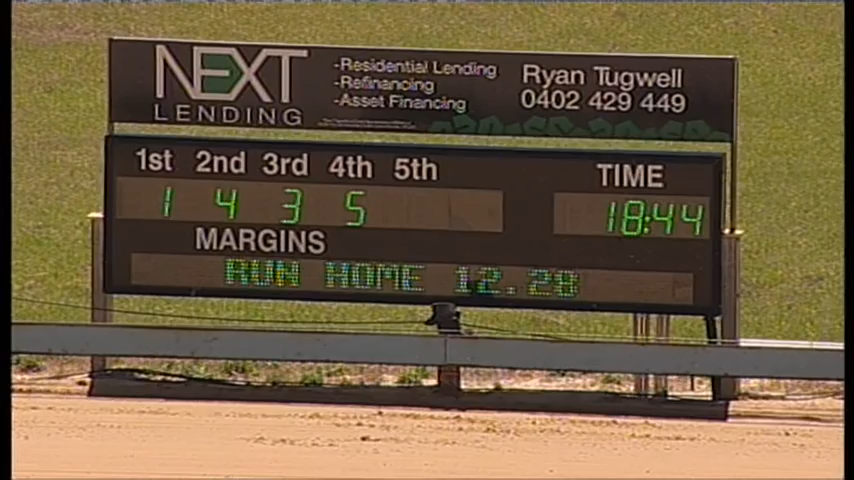 NEXT
LENDING
-Residential Lending
-Refinancing
-Asset Financing
Ryan Tugwell
0402 429 449
1st 2nd 3rd 4th 5th TIME
1 4 3 5 18:44
MARGINS
RUN HOME 12.28